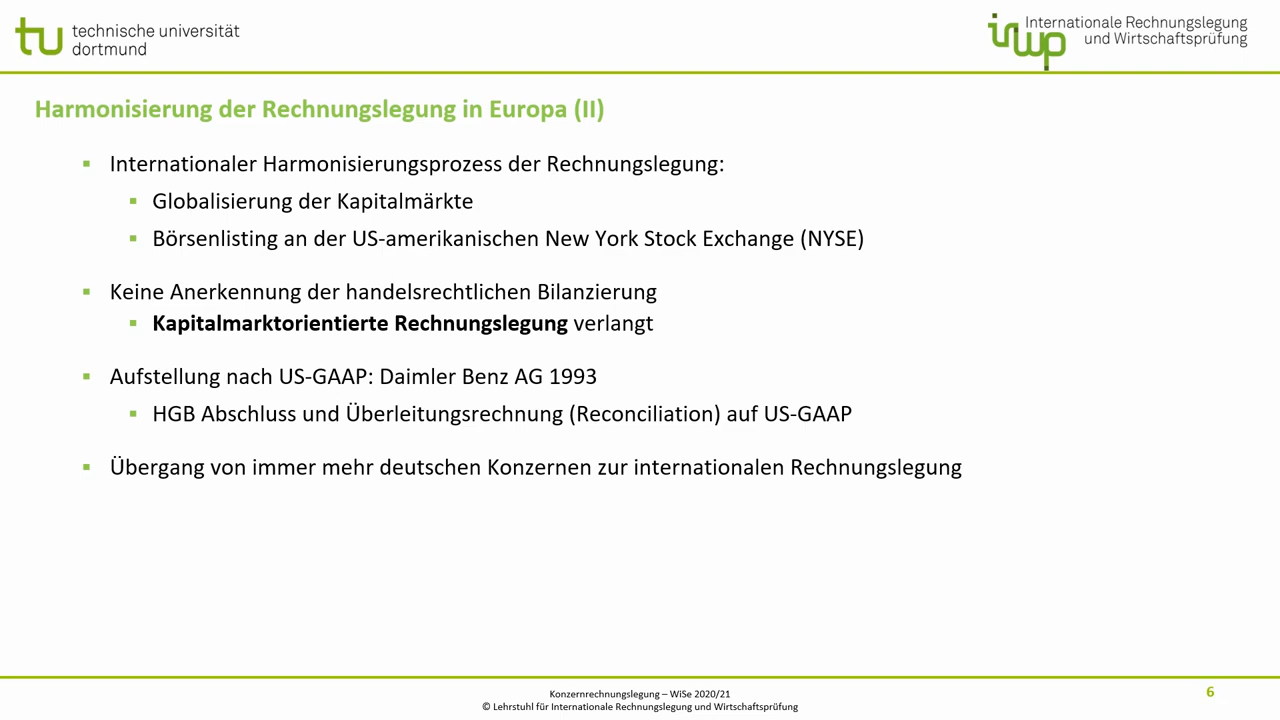 tu technische universität
dortmund
Internationale Rechnungslegung
und Wirtschaftsprüfung
irwp
Harmonisierung der Rechnungslegung in Europa (II)
▪ Internationaler Harmonisierungsprozess der Rechnungslegung:
▪ Globalisierung der Kapitalmärkte
▪ Börsenlisting an der US-amerikanischen New York Stock Exchange (NYSE)
▪ Keine Anerkennung der handelsrechtlichen Bilanzierung
▪ Kapitalmarktorientierte Rechnungslegung verlangt
▪ Aufstellung nach US-GAAP: Daimler Benz AG 1993
▪ HGB Abschluss und Überleitungsrechnung (Reconciliation) auf US-GAAP
▪ Übergang von immer mehr deutschen Konzernen zur internationalen Rechnungslegung
Konzernrechnungslegung – WiSe 2020/21
© Lehrstuhl für Internationale Rechnungslegung und Wirtschaftsprüfung
6